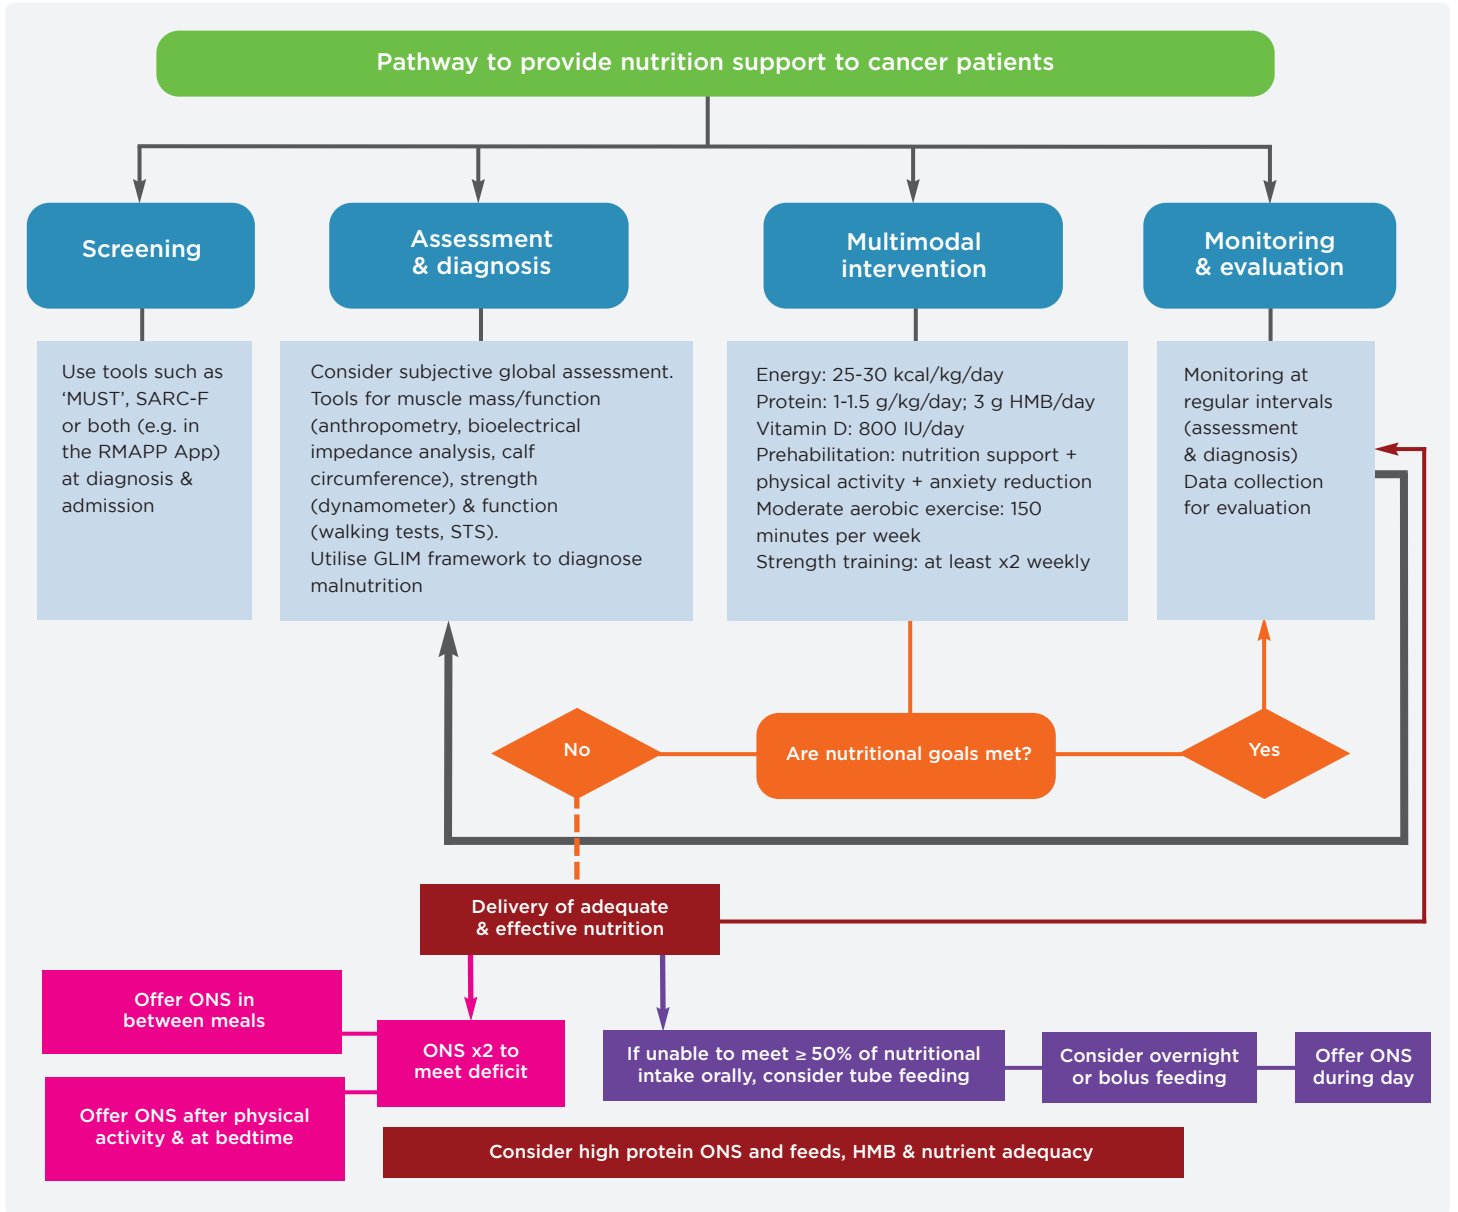 Pathway to provide nutrition support to cancer patients
Screening
Assessment
& diagnosis
Multimodal
intervention
Monitoring
& evaluation
Use tools such as
‘MUST’, SARC-F
or both (e.g. in
the RMAPP App)
at diagnosis &
admission
Consider subjective global assessment.
Tools for muscle mass/function
(anthropometry, bioelectrical
impedance analysis, calf
circumference), strength
(dynamometer) & function
(walking tests, STS).
Utilise GLIM framework to diagnose
malnutrition
Energy: 25-30 kcal/kg/day
Protein: 1-1.5 g/kg/day; 3 g HMB/day
Vitamin D: 800 IU/day
Prehabilitation: nutrition support +
physical activity + anxiety reduction
Moderate aerobic exercise: 150
minutes per week
Strength training: at least x2 weekly
Monitoring at
regular intervals
(assessment
& diagnosis)
Data collection
for evaluation
No
Are nutritional goals met?
Yes
Delivery of adequate
& effective nutrition
Offer ONS in
between meals
ONS x2 to
meet deficit
Offer ONS after physical
activity & at bedtime
If unable to meet ≥ 50% of nutritional
intake orally, consider tube feeding
Consider overnight
or bolus feeding
Offer ONS
during day
Consider high protein ONS and feeds, HMB & nutrient adequacy